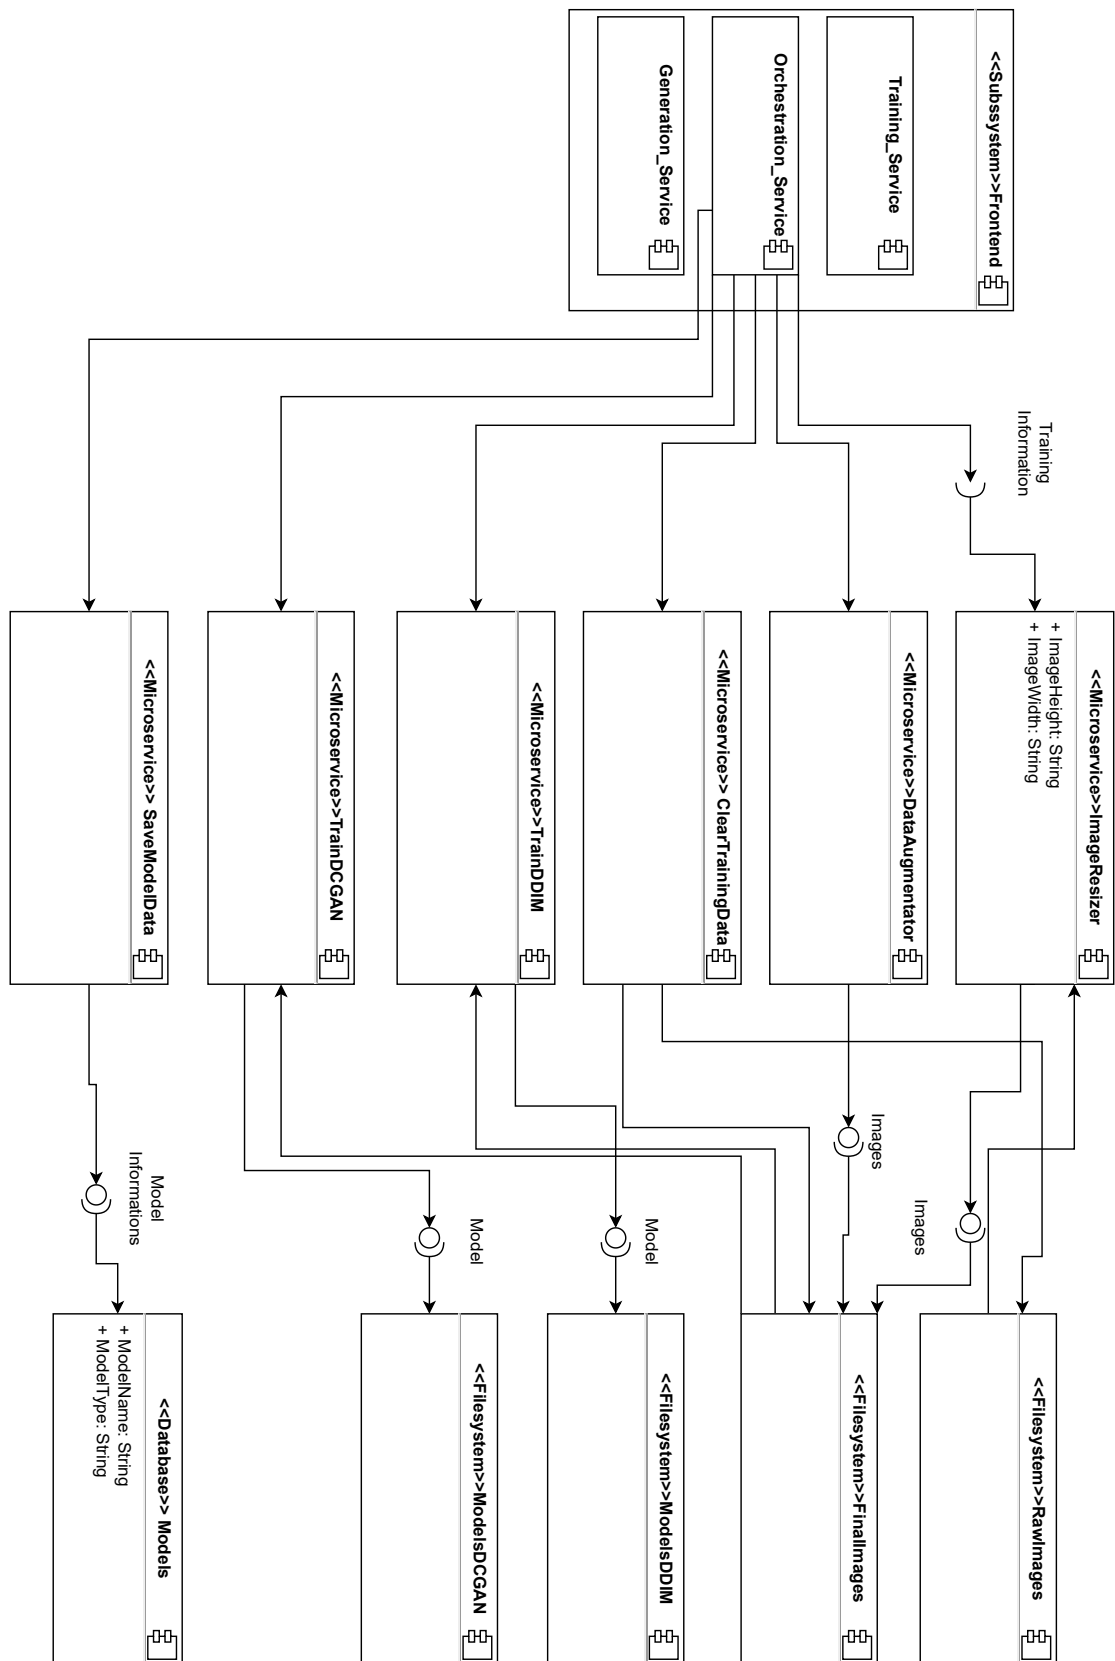 <<Subssystem>>Frontend
Training_Service
Orchestration_Service
Generation_Service
Training
Information
<<Microservice>>ImageResizer
+ ImageHeight: String
+ ImageWidth: String
<<Microservice>>DataAugmentator
<<Microservice>> ClearTrainingData
<<Microservice>>TrainDDIM
<<Microservice>>TrainDCGAN
<<Microservice>> SaveModelData
Images
Images
Model
Model
Model
Informations
<<Filesystem>>RawImages
<<Filesystem>>FinalImages
<<Filesystem>>ModelsDDIM
<<Filesystem>>ModelsDCGAN
<<Database>> Models
+ ModelName: String
+ ModelType: String